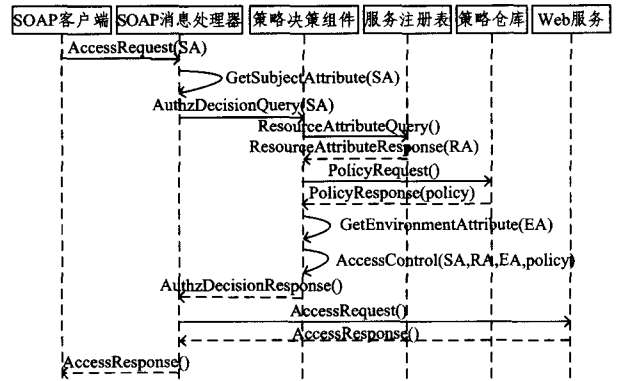 SOAP客户端 SOAP消息处理器 策略决策组件 服务注册表 策略仓库 Web服务
AccessRequest(SA)
GetSubjectAttribute(SA)
AuthzDecisionQuery(SA)
ResourceAttributeQuery()
ResourceAttributeResponse(RA)
PolicyRequest()
PolicyResponse(policy)
GetEnvironmentAttribute(EA)
AccessControl(SA,RA,EA,policy)
AuthzDecisionResponse()
AccessRequest()
AccessResponse()
AccessResponse()